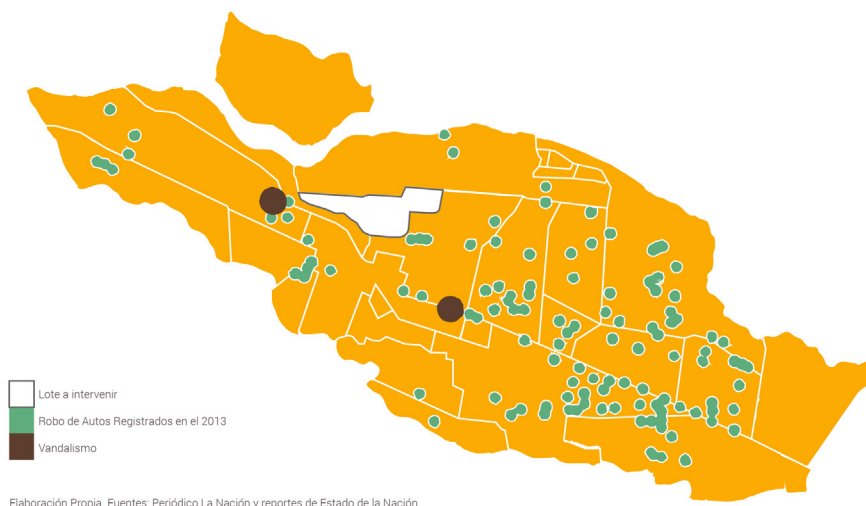 Lote a intervenir
Robo de Autos Registrados en el 2013
Vandalismo
Elaboración Propia. Fuentes: Periódico La Nación y reportes de Estado de la Nación